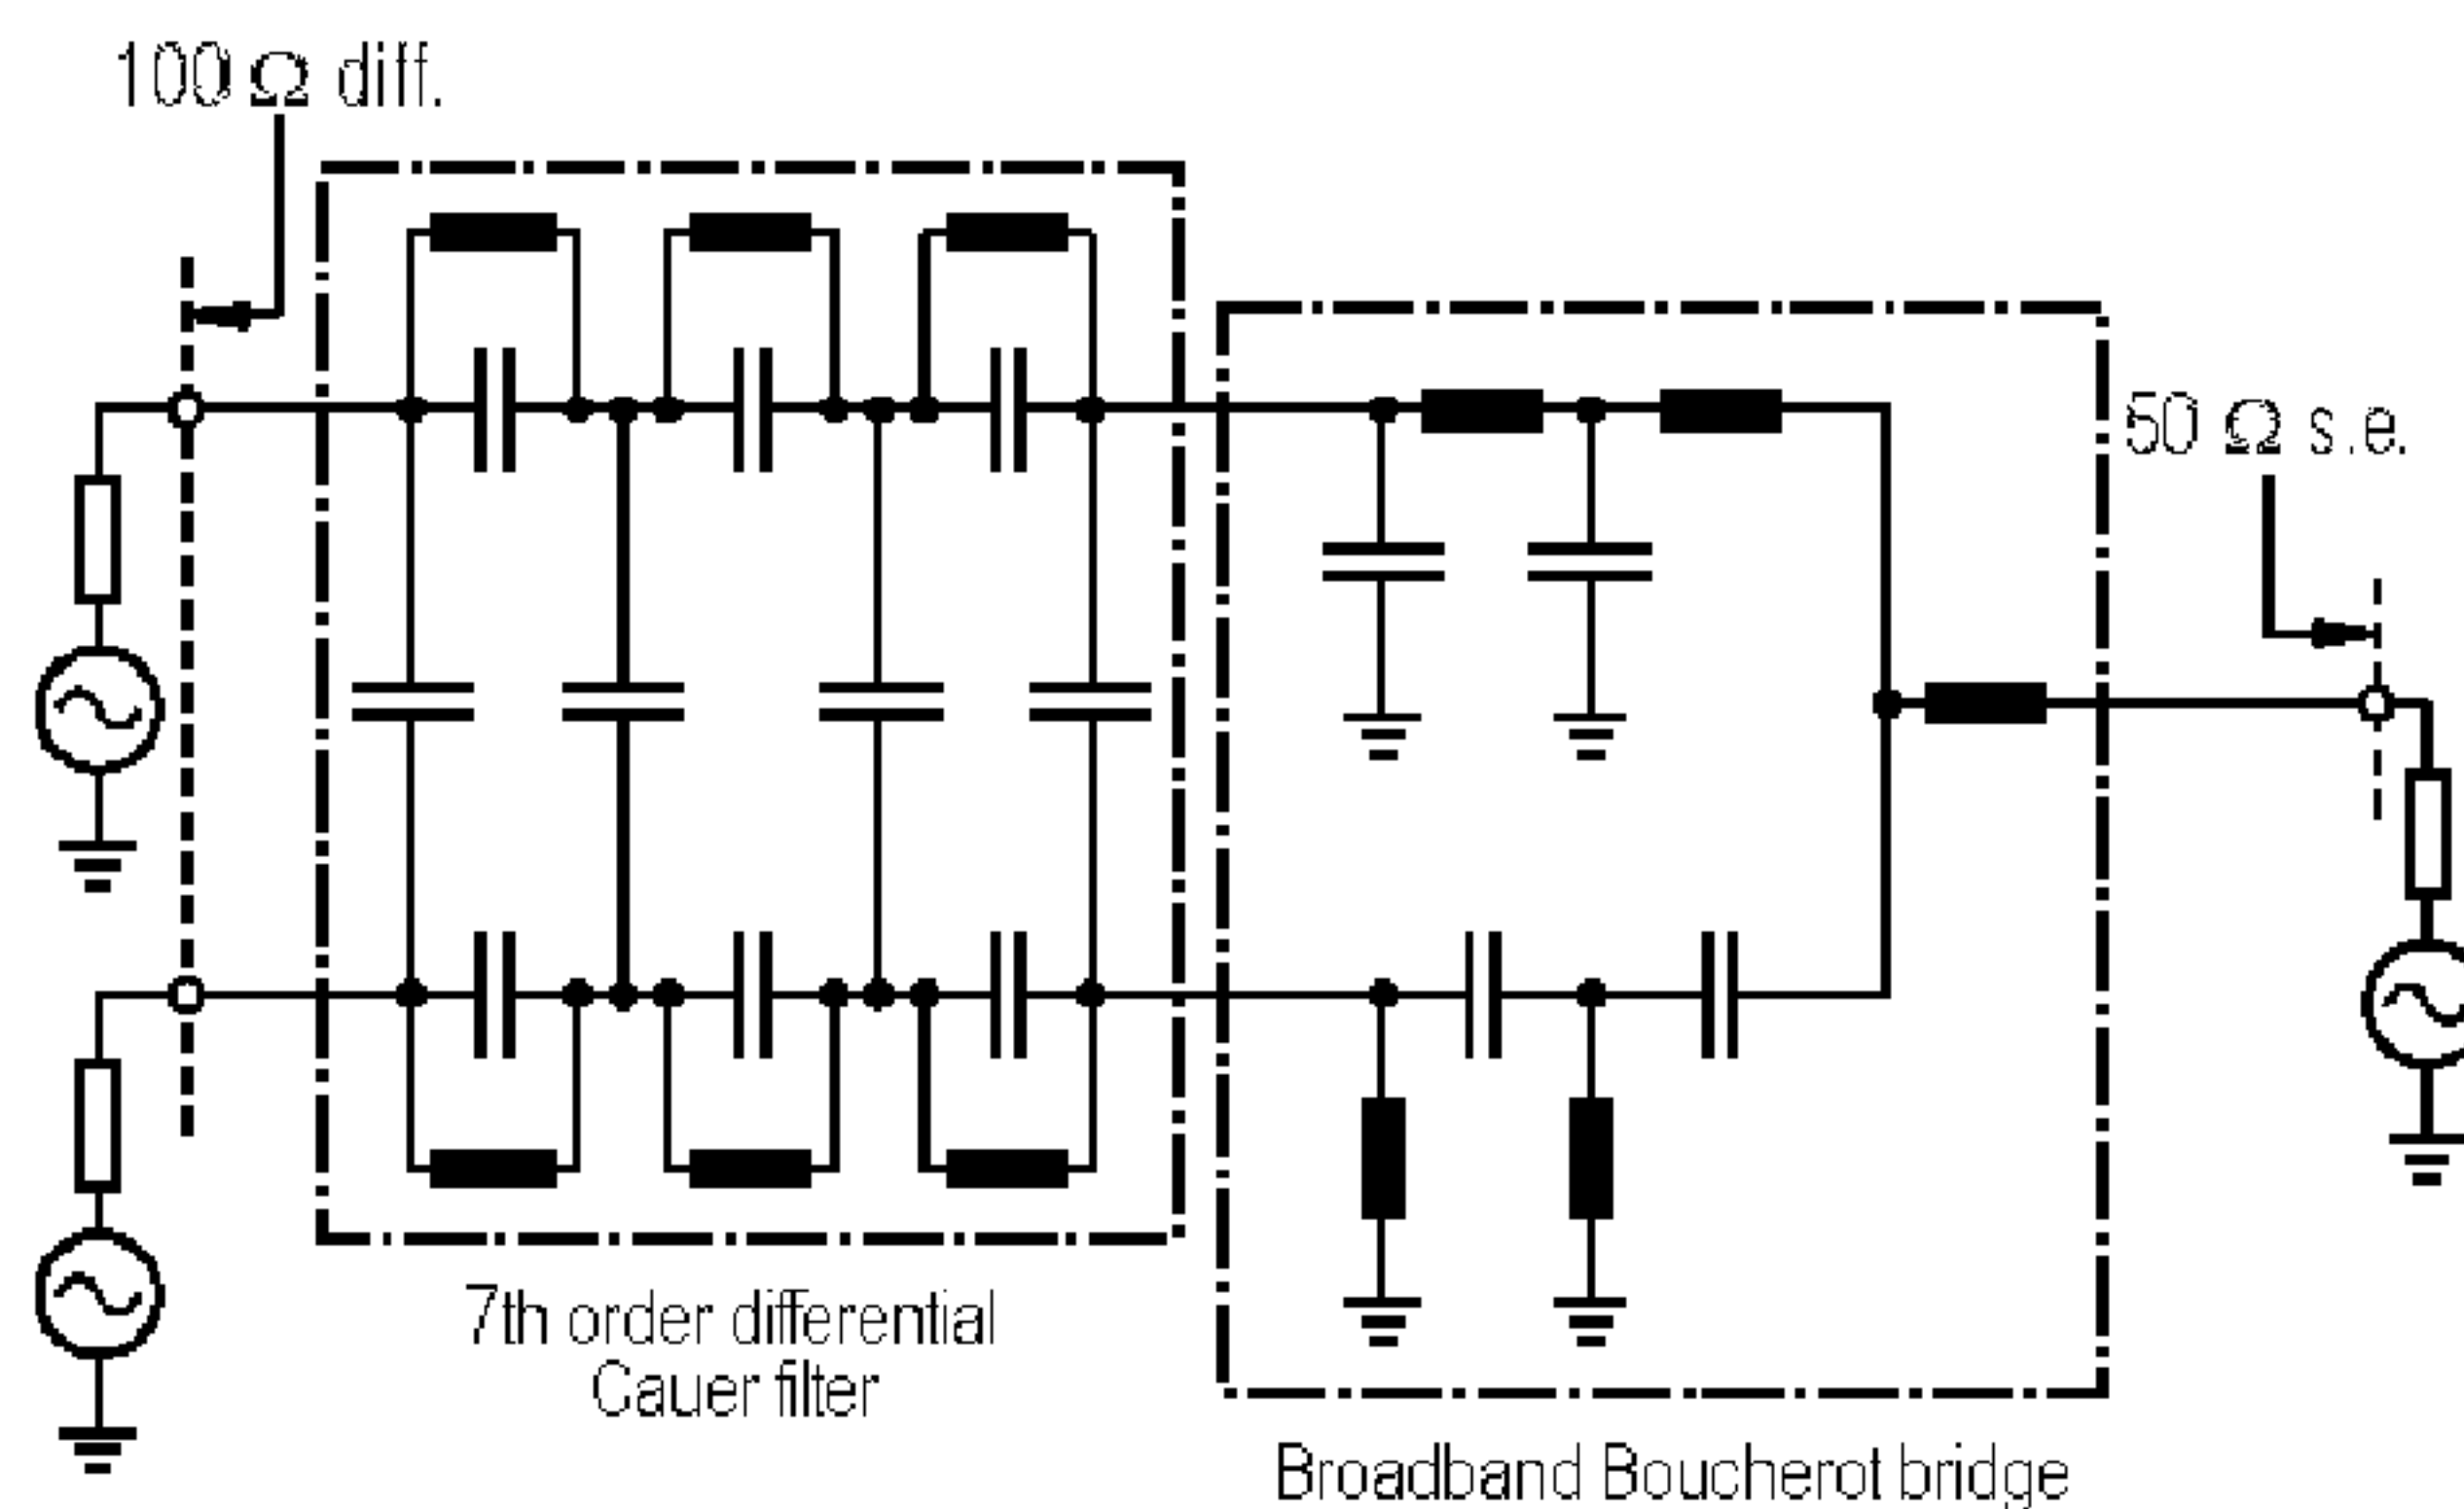 100 Ω diff.
50 Ω s.e.
7th order differential
Cauer filter
Broadband Boucherot bridge